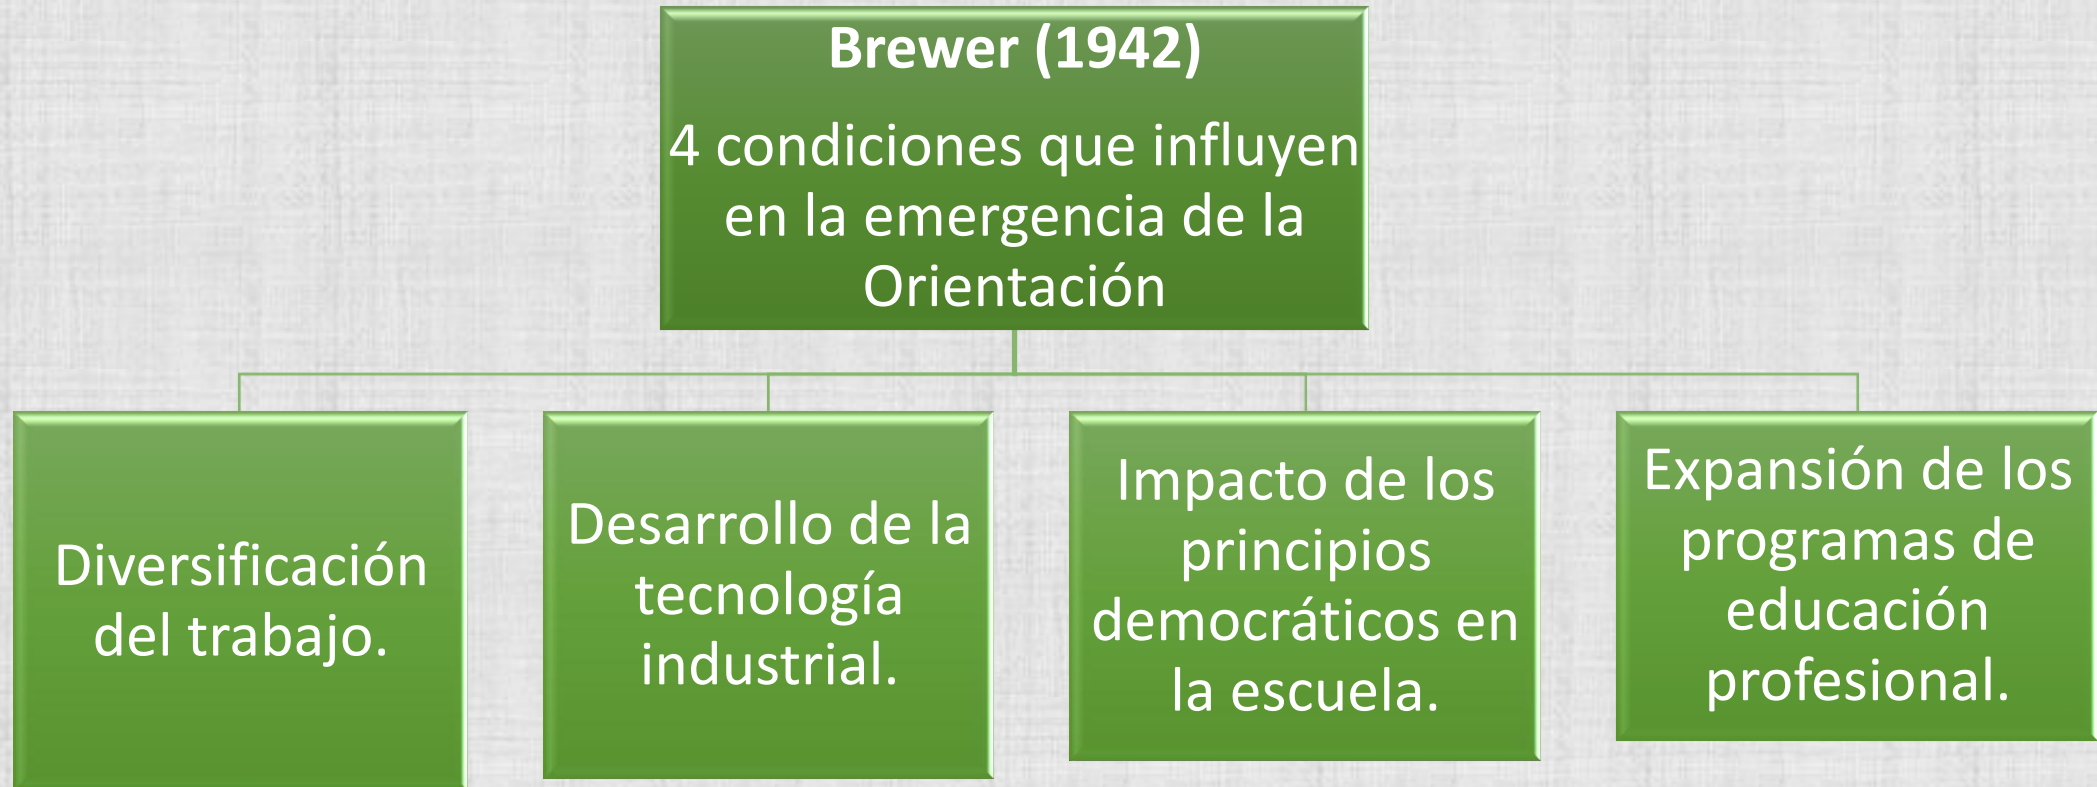 Brewer (1942)
4 condiciones que influyen
en la emergencia de la
Orientación
Diversificación
del trabajo.
Desarrollo de la
tecnología
industrial.
Impacto de los
principios
democráticos en
la escuela.
Expansión de los
programas de
educación
profesional.